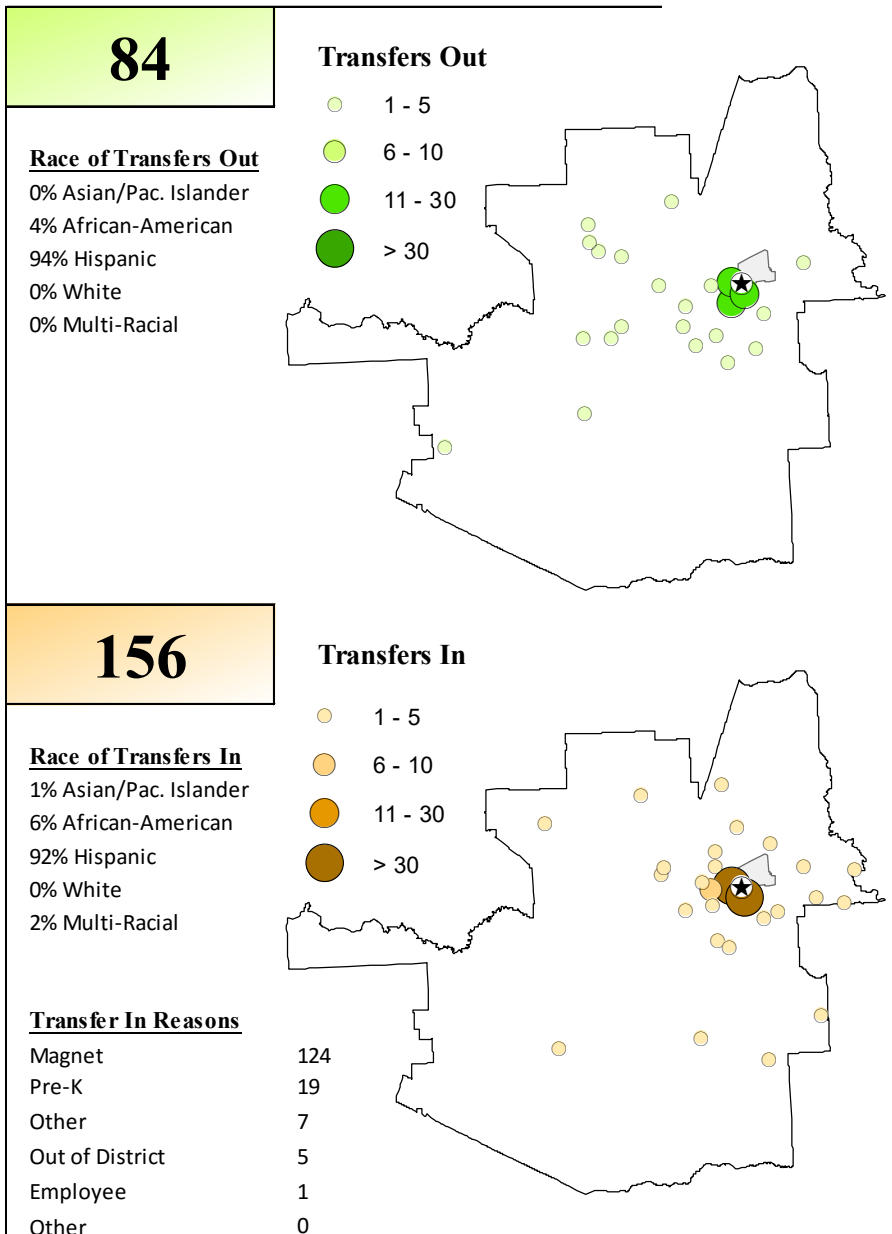 84
Transfers Out
1 - 5
6 - 10
11 - 30
> 30
Race of Transfers Out
0% Asian/Pac. Islander
4% African-American
94% Hispanic
0% White
0% Multi-Racial
156
Transfers In
1 - 5
6 - 10
11 - 30
> 30
Race of Transfers In
1% Asian/Pac. Islander
6% African-American
92% Hispanic
0% White
2% Multi-Racial
Transfer In Reasons
Magnet 124
Pre-K 19
Other 7
Out of District 5
Employee 1
Other 0